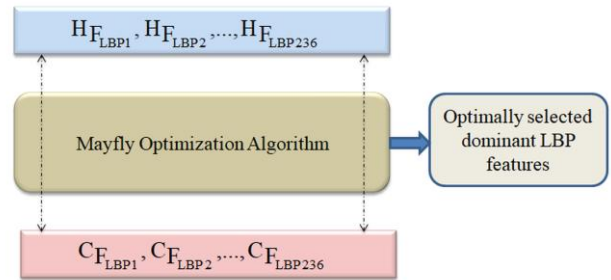 H_{F_{LBP1}}, H_{F_{LBP2}},..., H_{F_{LBP236}}
Mayfly Optimization Algorithm
Optimally selected
dominant LBP
features
C_{F_{LBP1}}, C_{F_{LBP2}},..., C_{F_{LBP236}}